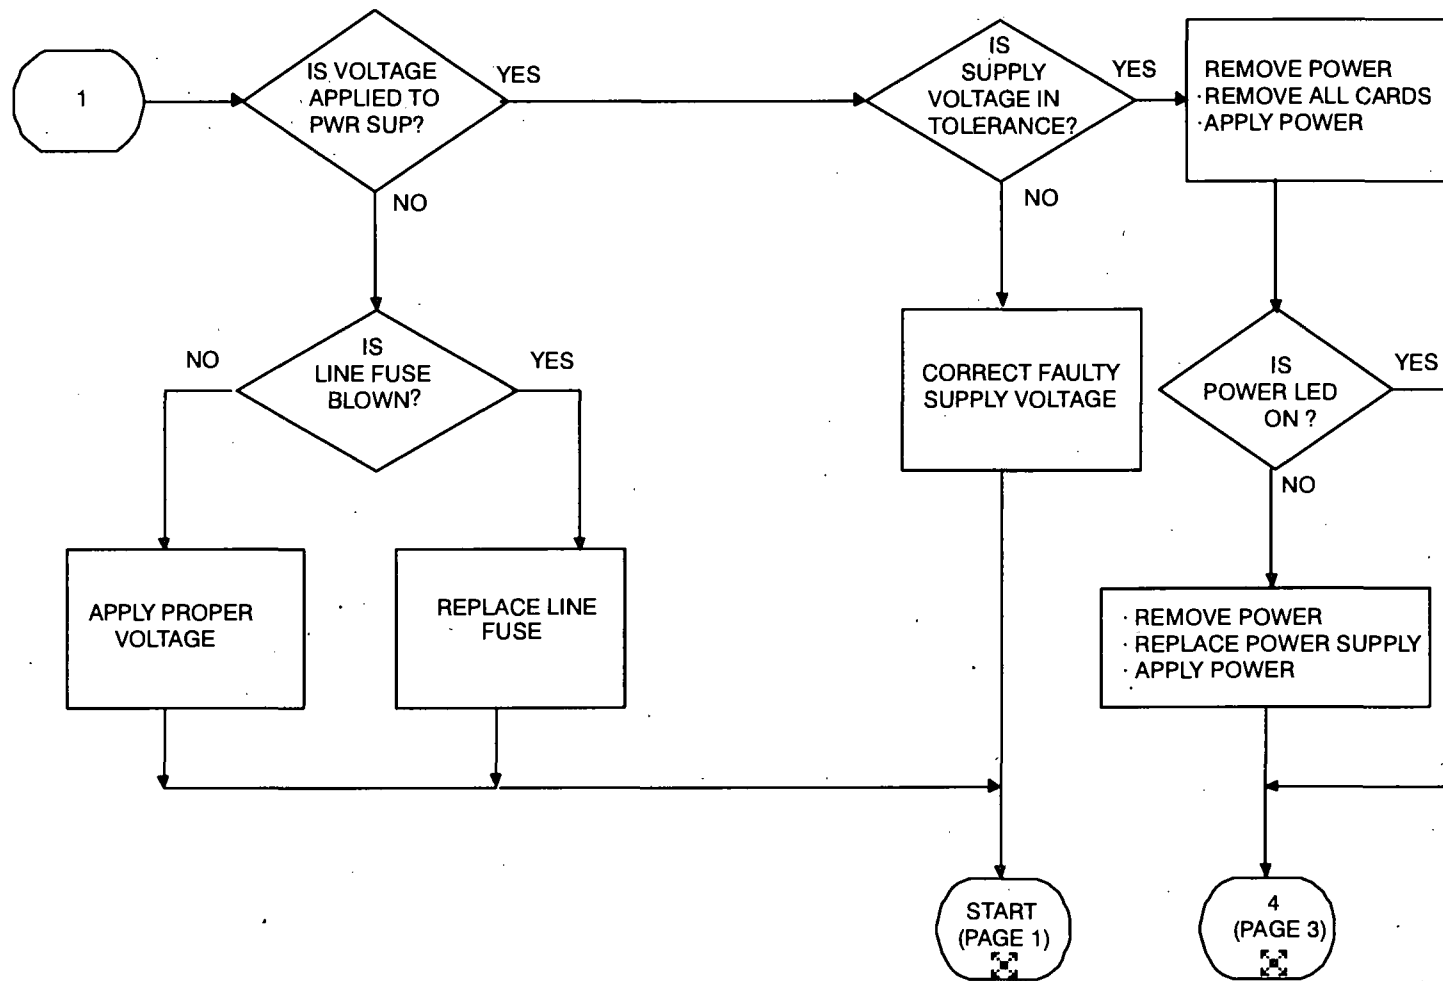 1
IS VOLTAGE
APPLIED TO
PWR SUP?
YES
NO
IS
SUPPLY
VOLTAGE IN
TOLERANCE?
YES
NO
REMOVE POWER
·REMOVE ALL CARDS
·APPLY POWER
IS
LINE FUSE
BLOWN?
NO
YES
CORRECT FAULTY
SUPPLY VOLTAGE
IS
POWER LED
ON ?
YES
NO
APPLY PROPER
VOLTAGE
REPLACE LINE
FUSE
· REMOVE POWER
· REPLACE POWER SUPPLY
· APPLY POWER
START
(PAGE 1)
4
(PAGE 3)